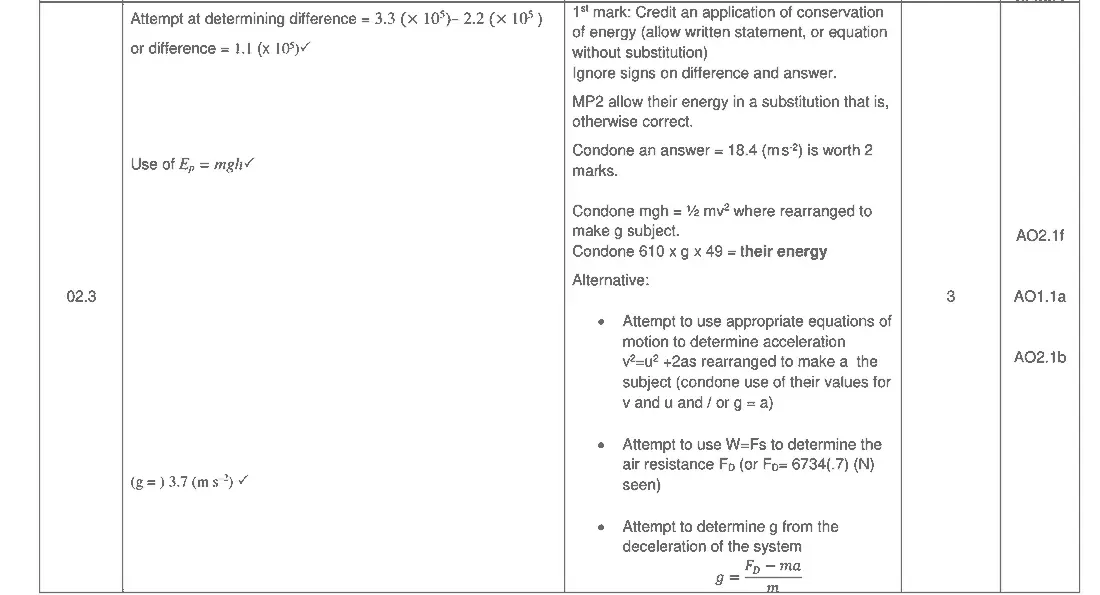 02.3
Attempt at determining difference = 3.3 (× 10⁵)– 2.2 (× 10⁵ )
or difference = 1.1 (x 10⁵)✓
Use of Eₚ = mgh✓
(g = ) 3.7 (m s⁻²) ✓
1ˢᵗ mark: Credit an application of conservation
of energy (allow written statement, or equation
without substitution)
Ignore signs on difference and answer.
MP2 allow their energy in a substitution that is,
otherwise correct.
Condone an answer = 18.4 (m s⁻²) is worth 2
marks.
Condone mgh = ½ mv² where rearranged to
make g subject.
Condone 610 x g x 49 = their energy
Alternative:
• Attempt to use appropriate equations of
motion to determine acceleration
v²=u² +2as rearranged to make a the
subject (condone use of their values for
v and u and / or g = a)
• Attempt to use W=Fs to determine the
air resistance F_D (or F_D= 6734(.7) (N)
seen)
• Attempt to determine g from the
deceleration of the system
g = (F_D − ma)/m
3
AO2.1f
AO1.1a
AO2.1b